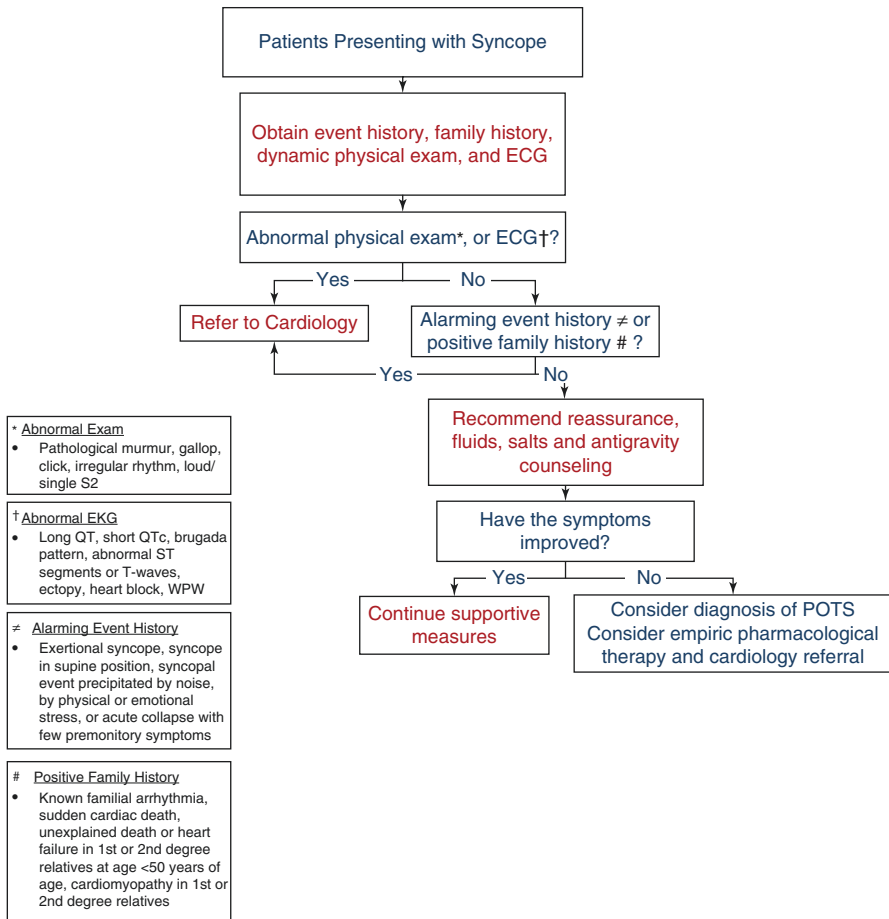 Patients Presenting with Syncope
Obtain event history, family history,
dynamic physical exam, and ECG
Abnormal physical exam*, or ECG†?
Yes
No
Refer to Cardiology
Alarming event history ≠ or
positive family history # ?
Yes
No
Recommend reassurance,
fluids, salts and antigravity
counseling
Have the symptoms
improved?
Yes
No
Continue supportive
measures
Consider diagnosis of POTS
Consider empiric pharmacological
therapy and cardiology referral
* Abnormal Exam
• Pathological murmur, gallop,
click, irregular rhythm, loud/
single S2
† Abnormal EKG
• Long QT, short QTc, brugada
pattern, abnormal ST
segments or T-waves,
ectopy, heart block, WPW
≠ Alarming Event History
• Exertional syncope, syncope
in supine position, syncopal
event precipitated by noise,
by physical or emotional
stress, or acute collapse with
few premonitory symptoms
# Positive Family History
• Known familial arrhythmia,
sudden cardiac death,
unexplained death or heart
failure in 1st or 2nd degree
relatives at age <50 years of
age, cardiomyopathy in 1st or
2nd degree relatives